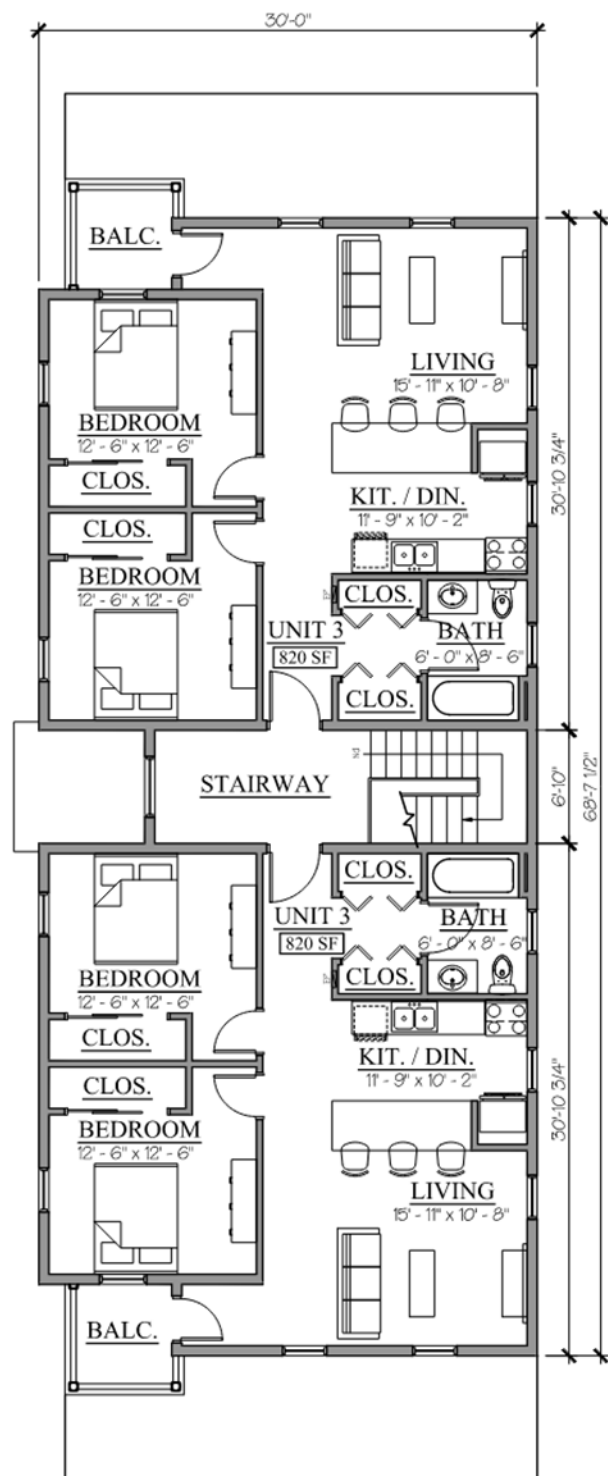 30'-0"
BALC.
LIVING
15' - 11" x 10' - 8"
BEDROOM
12' - 6" x 12' - 6"
CLOS.
KIT. / DIN.
11' - 9" x 10' - 2"
CLOS.
BEDROOM
12' - 6" x 12' - 6"
CLOS.
UNIT 3
820 SF
BATH
6' - 0" x 8' - 6"
CLOS.
30'-10 3/4"
STAIRWAY
DN
6'-10"
68'-7 1/2"
CLOS.
UNIT 3
820 SF
BATH
6' - 0" x 8' - 6"
CLOS.
BEDROOM
12' - 6" x 12' - 6"
CLOS.
KIT. / DIN.
11' - 9" x 10' - 2"
CLOS.
BEDROOM
12' - 6" x 12' - 6"
30'-10 3/4"
LIVING
15' - 11" x 10' - 8"
BALC.